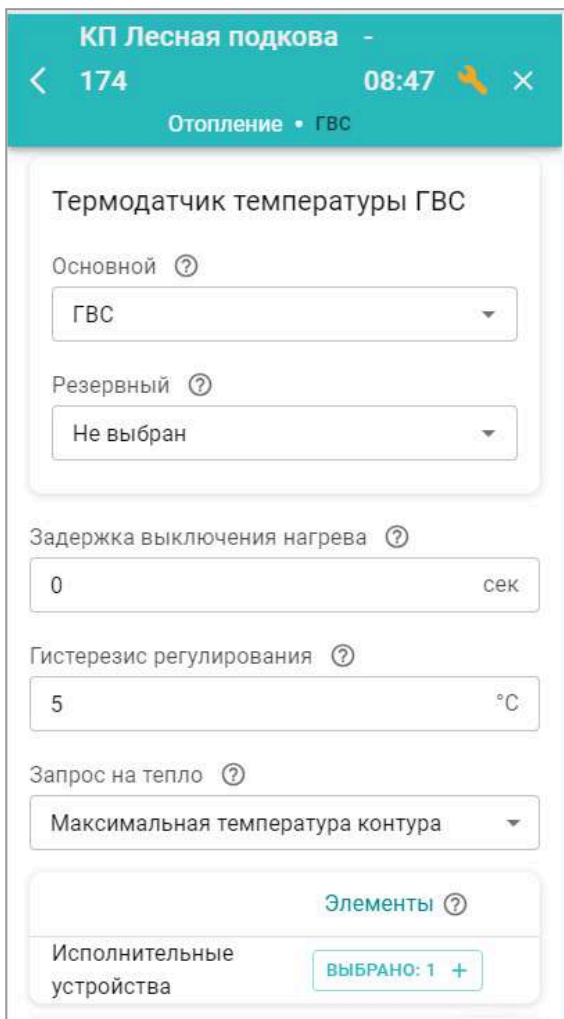 КП Лесная подкова -
174 08:47
Отопление • ГВС
Термодатчик температуры ГВС
Основной ?
ГВС
Резервный ?
Не выбран
Задержка выключения нагрева ?
0 сек
Гистерезис регулирования ?
5 °C
Запрос на тепло ?
Максимальная температура контура
Элементы ?
Исполнительные
устройства
ВЫБРАНО: 1 +